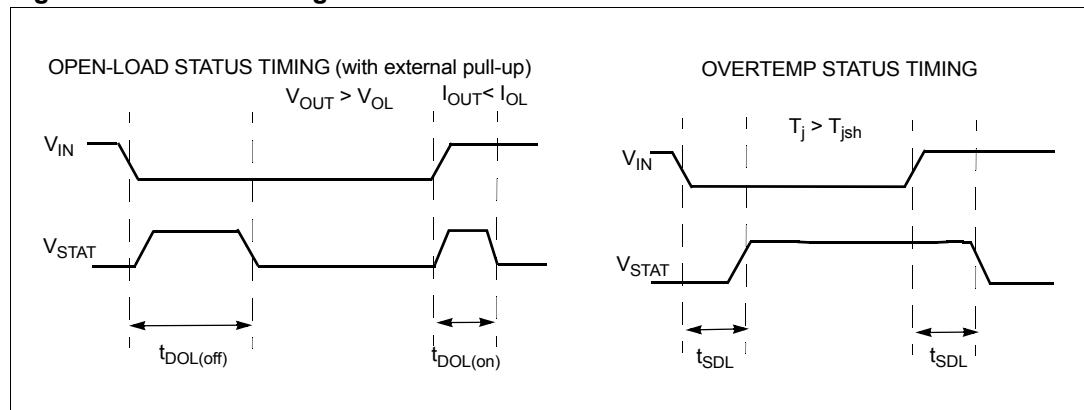 OPEN-LOAD STATUS TIMING (with external pull-up)
V_OUT > V_OL
I_OUT < I_OL
V_IN
V_STAT
t_DOL(off)
t_DOL(on)
OVERTEMP STATUS TIMING
T_j > T_jsh
V_IN
V_STAT
t_SDL
t_SDL